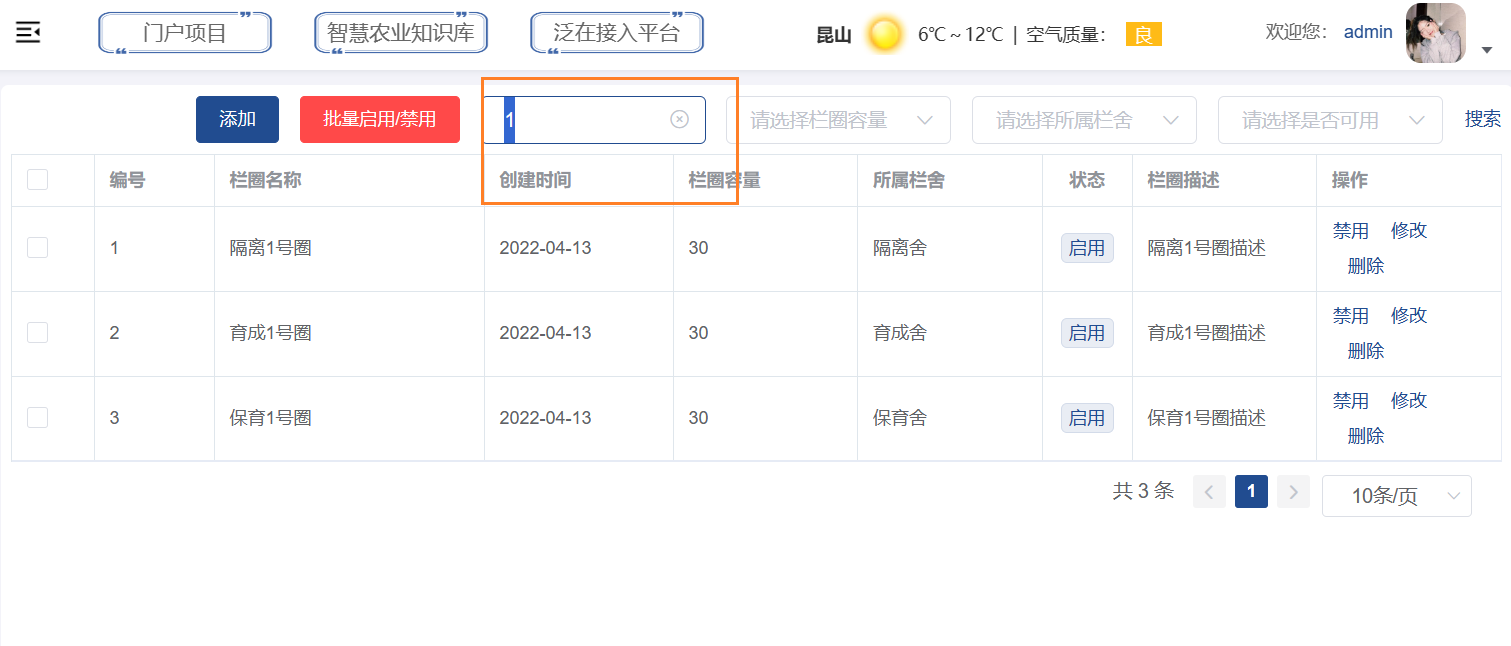 门户项目 智慧农业知识库 泛在接入平台 昆山 6℃~12℃ | 空气质量： 良 欢迎您： admin
添加 批量启用/禁用 1 请选择栏圈容量 请选择所属栏舍 请选择是否可用 搜索
编号 栏圈名称 创建时间 栏圈容量 所属栏舍 状态 栏圈描述 操作
1 隔离1号圈 2022-04-13 30 隔离舍 启用 隔离1号圈描述 禁用 修改
删除
2 育成1号圈 2022-04-13 30 育成舍 启用 育成1号圈描述 禁用 修改
删除
3 保育1号圈 2022-04-13 30 保育舍 启用 保育1号圈描述 禁用 修改
删除
共 3 条 1 10条/页